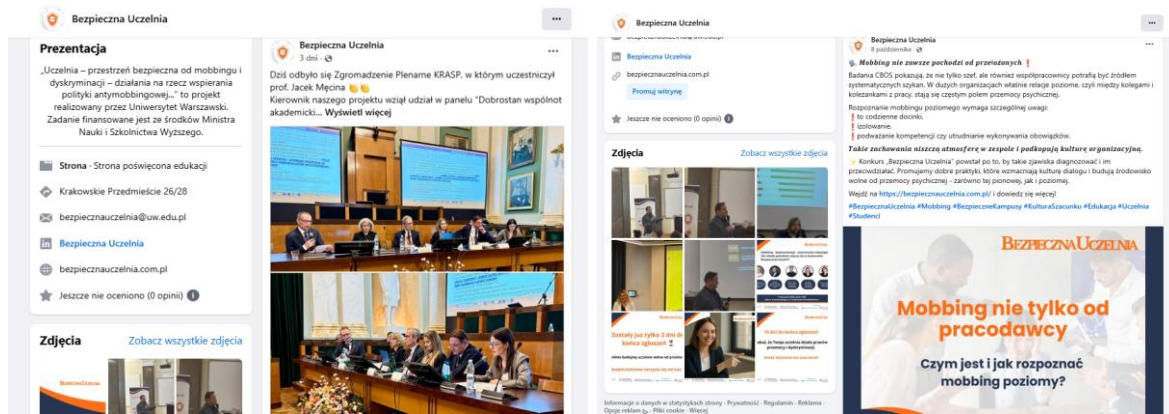 Bezpieczna Uczelnia
Prezentacja
„Uczelnia – przestrzeń bezpieczna od mobbingu i
dyskryminacji – działania na rzecz wspierania
polityki antymobbingowej..." to projekt
realizowany przez Uniwersytet Warszawski.
Zadanie finansowane jest ze środków Ministra
Nauki i Szkolnictwa Wyższego.
Strona · Strona poświęcona edukacji
Krakowskie Przedmieście 26/28
bezpiecznauczelnia@uw.edu.pl
Bezpieczna Uczelnia
bezpiecznauczelnia.com.pl
Jeszcze nie oceniono (0 opinii)
Zdjęcia
Zobacz wszystkie zdjęcia
BEZPIECZNAUCZELNIA
Bezpieczna Uczelnia
3 dni ·
Dziś odbyło się Zgromadzenie Plenarne KRASP, w którym uczestniczył
prof. Jacek Męcina 👏👏
Kierownik naszego projektu wziął udział w panelu "Dobrostan wspólnot
akademicki... Wyświetl więcej
Bezpieczna Uczelnia
Bezpieczna Uczelnia
bezpiecznauczelnia.com.pl
Promuj witrynę
Jeszcze nie oceniono (0 opinii)
Zdjęcia
Zobacz wszystkie zdjęcia
Zostały już tylko 2 dni do
końca zgłoszeń ⏳
15 dni do końca zgłoszeń!
Informacje o danych w statystykach strony · Prywatność · Regulamin · Reklama ·
Opcje reklam · Pliki cookie · Więcej
Bezpieczna Uczelnia
8 października ·
Mobbing nie zawsze pochodzi od przełożonych ❗
Badania CBOS pokazują, że nie tylko szef, ale również współpracownicy potrafią być źródłem
systematycznych szykan. W dużych organizacjach właśnie relacje poziome, czyli między kolegami i
koleżankami z pracy, stają się częstym polem przemocy psychicznej.
Rozpoznanie mobbingu poziomego wymaga szczególnej uwagi:
❗ to codzienne docinki,
❗ izolowanie,
❗ podważanie kompetencji czy utrudnianie wykonywania obowiązków.
Takie zachowania niszczą atmosferę w zespole i podkopują kulturę organizacyjną.
Konkurs „Bezpieczna Uczelnia" powstał po to, by takie zjawiska diagnozować i im
przeciwdziałać. Promujemy dobre praktyki, które wzmacniają kulturę dialogu i budują środowisko
wolne od przemocy psychicznej – zarówno tej pionowej, jak i poziomej.
Wejdź na https://bezpiecznauczelnia.com.pl/ i dowiedz się więcej!
#BezpiecznaUczelnia #Mobbing #BezpieczneKampusy #KulturaSzacunku #Edukacja #Uczelnia
#Studenci
BEZPIECZNAUCZELNIA
Mobbing nie tylko od
pracodawcy
Czym jest i jak rozpoznać
mobbing poziomy?